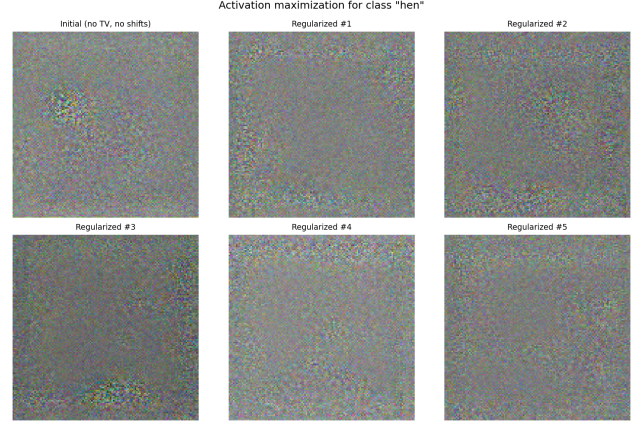 Activation maximization for class "hen"
Initial (no TV, no shifts)
Regularized #1
Regularized #2
Regularized #3
Regularized #4
Regularized #5